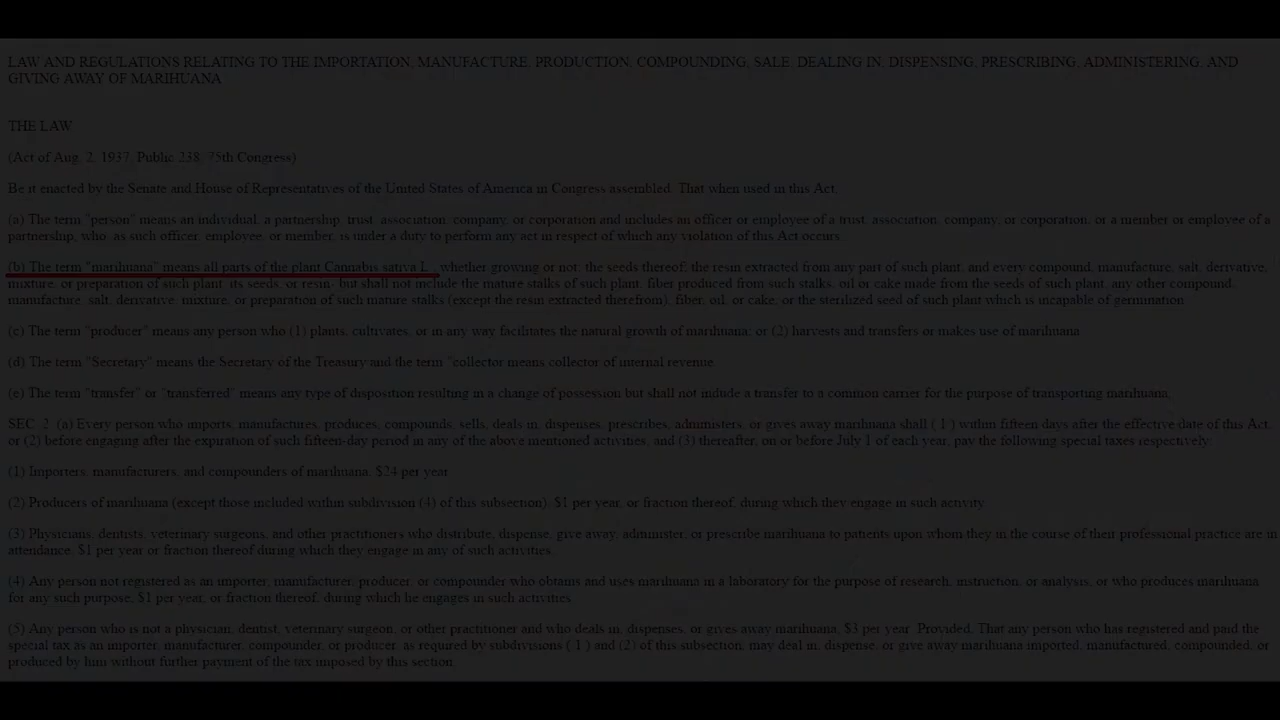 LAW AND REGULATIONS RELATING TO THE IMPORTATION, MANUFACTURE, PRODUCTION, COMPOUNDING, SALE, DEALING IN, DISPENSING, PRESCRIBING, ADMINISTERING, AND
GIVING AWAY OF MARIHUANA
THE LAW
(Act of Aug. 2, 1937, Public 238, 75th Congress)
Be it enacted by the Senate and House of Representatives of the United States of America in Congress assembled, That when used in this Act,
(a) The term "person" means an individual, a partnership, trust, association, company, or corporation and includes an officer or employee of a trust, association, company, or corporation, or a member or employee of a
partnership, who, as such officer, employee, or member, is under a duty to perform any act in respect of which any violation of this Act occurs.
(b) The term "marihuana" means all parts of the plant Cannabis sativa L., whether growing or not; the seeds thereof; the resin extracted from any part of such plant; and every compound, manufacture, salt, derivative,
mixture, or preparation of such plant, its seeds, or resin- but shall not include the mature stalks of such plant, fiber produced from such stalks, oil or cake made from the seeds of such plant, any other compound,
manufacture, salt, derivative, mixture, or preparation of such mature stalks (except the resin extracted therefrom), fiber, oil, or cake, or the sterilized seed of such plant which is incapable of germination.
(c) The term "producer" means any person who (1) plants, cultivates, or in any way facilitates the natural growth of marihuana; or (2) harvests and transfers or makes use of marihuana.
(d) The term "Secretary" means the Secretary of the Treasury and the term "collector means collector of internal revenue.
(e) The term "transfer" or "transferred" means any type of disposition resulting in a change of possession but shall not include a transfer to a common carrier for the purpose of transporting marihuana.
SEC. 2. (a) Every person who imports, manufactures, produces, compounds, sells, deals in, dispenses, prescribes, administers, or gives away marihuana shall (1) within fifteen days after the effective date of this Act,
or (2) before engaging after the expiration of such fifteen-day period in any of the above mentioned activities, and (3) thereafter, on or before July 1 of each year, pay the following special taxes respectively:
(1) Importers, manufacturers, and compounders of marihuana, $24 per year
(2) Producers of marihuana (except those included within subdivision (4) of this subsection), $1 per year, or fraction thereof, during which they engage in such activity.
(3) Physicians, dentists, veterinary surgeons, and other practitioners who distribute, dispense, give away, administer, or prescribe marihuana to patients upon whom they in the course of their professional practice are in
attendance, $1 per year or fraction thereof during which they engage in any of such activities.
(4) Any person not registered as an importer, manufacturer, producer, or compounder who obtains and uses marihuana in a laboratory for the purpose of research, instruction, or analysis, or who produces marihuana
for any such purpose, $1 per year, or fraction thereof, during which he engages in such activities.
(5) Any person who is not a physician, dentist, veterinary surgeon, or other practitioner and who deals in, dispenses, or gives away marihuana, $3 per year: Provided, That any person who has registered and paid the
special tax as an importer, manufacturer, compounder, or producer, as required by subdivisions (1) and (2) of this subsection, may deal in, dispense, or give away marihuana imported, manufactured, compounded, or
produced by him without further payment of the tax imposed by this section.